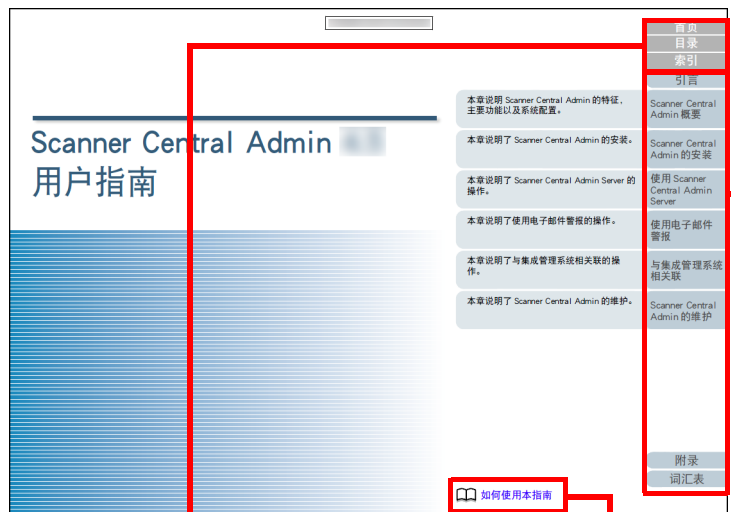 首页
目录
索引
引言
Scanner Central Admin
用户指南
本章说明 Scanner Central Admin 的特征、
主要功能以及系统配置。
Scanner Central
Admin 概要
本章说明了 Scanner Central Admin 的安装。
Scanner Central
Admin 的安装
本章说明了 Scanner Central Admin Server 的
操作。
使用 Scanner
Central Admin
Server
本章说明了使用电子邮件警报的操作。
使用电子邮件
警报
本章说明了与集成管理系统相关联的操
作。
与集成管理系统
相关联
本章说明了 Scanner Central Admin 的维护。
Scanner Central
Admin 的维护
附录
词汇表
如何使用本指南